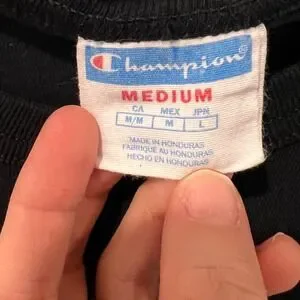 Champion
MEDIUM
CA MEX JPN
M/M M L
MADE IN HONDURAS
FABRIQUÉ AU HONDURAS
HECHO EN HONDURAS